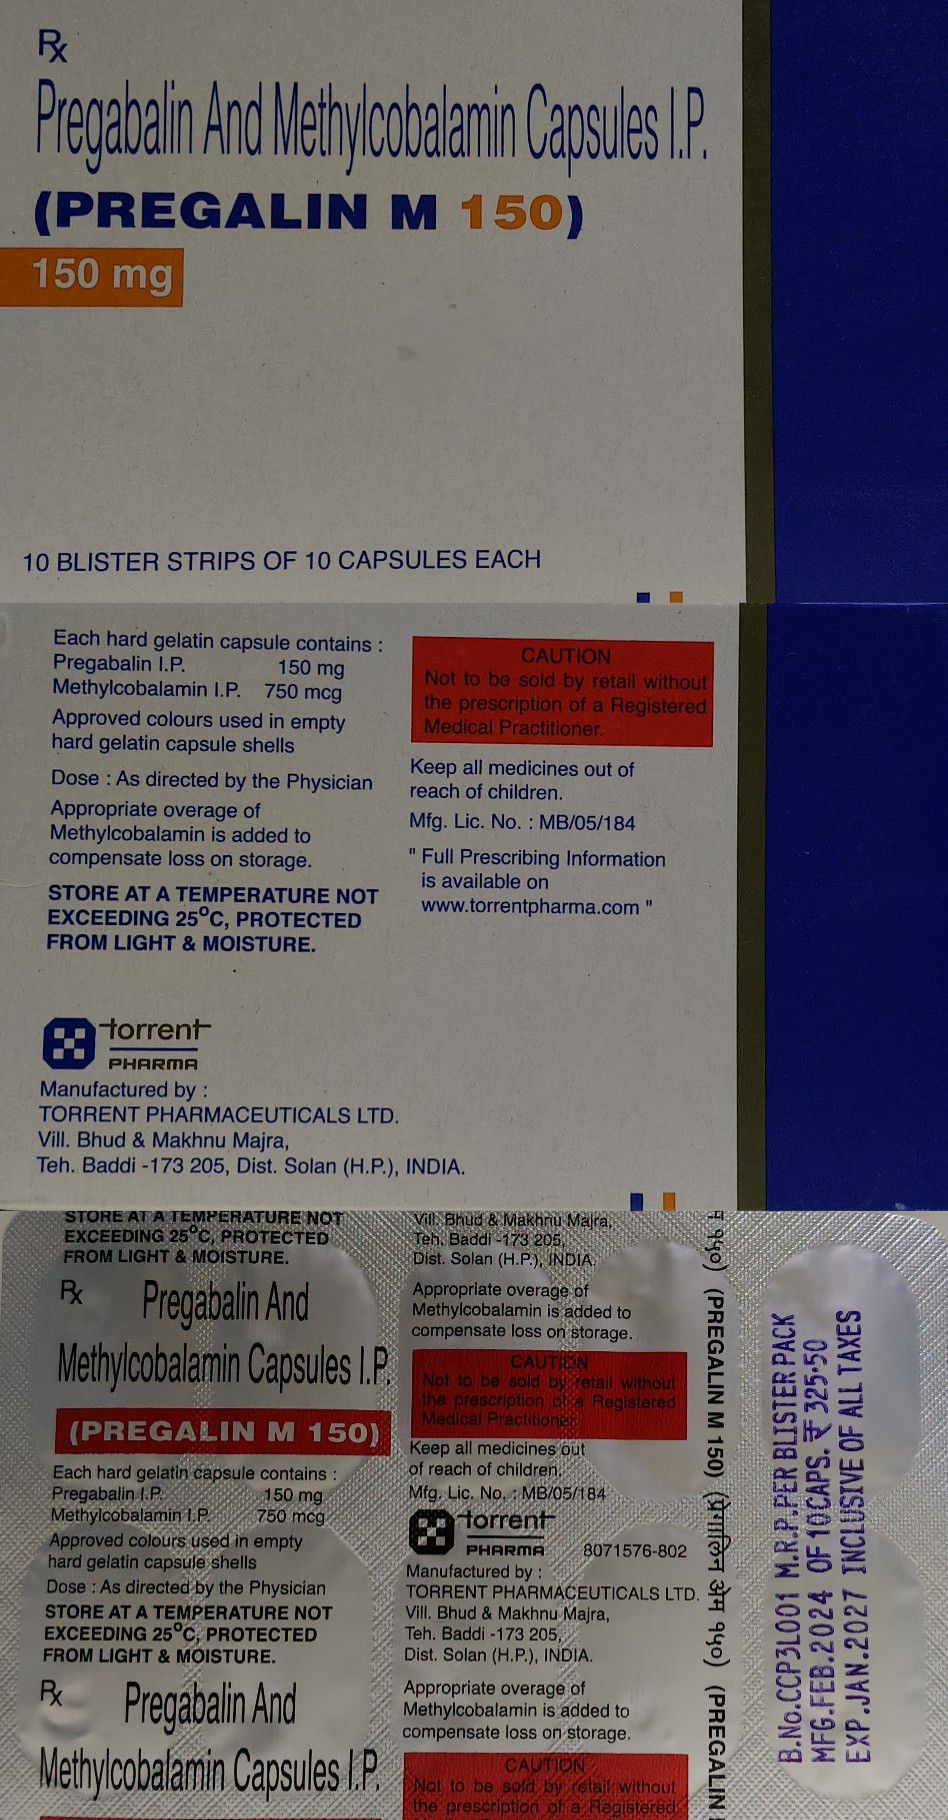 Rx
Pregabalin And Methylcobalamin Capsules I.P.
(PREGALIN M 150)
150 mg
10 BLISTER STRIPS OF 10 CAPSULES EACH
Each hard gelatin capsule contains :
Pregabalin I.P. 150 mg
Methylcobalamin I.P. 750 mcg
Approved colours used in empty
hard gelatin capsule shells
Dose : As directed by the Physician
Appropriate overage of
Methylcobalamin is added to
compensate loss on storage.
STORE AT A TEMPERATURE NOT
EXCEEDING 25°C, PROTECTED
FROM LIGHT & MOISTURE.
CAUTION
Not to be sold by retail without
the prescription of a Registered
Medical Practitioner.
Keep all medicines out of
reach of children.
Mfg. Lic. No. : MB/05/184
" Full Prescribing Information
is available on
www.torrentpharma.com "
torrent
PHARMA
Manufactured by :
TORRENT PHARMACEUTICALS LTD.
Vill. Bhud & Makhnu Majra,
Teh. Baddi -173 205, Dist. Solan (H.P.), INDIA.
STORE AT A TEMPERATURE NOT
EXCEEDING 25°C, PROTECTED
FROM LIGHT & MOISTURE.
Rx
Pregabalin And
Methylcobalamin Capsules I.P.
(PREGALIN M 150)
Each hard gelatin capsule contains :
Pregabalin I.P. 150 mg
Methylcobalamin I.P. 750 mcg
Approved colours used in empty
hard gelatin capsule shells
Dose : As directed by the Physician
STORE AT A TEMPERATURE NOT
EXCEEDING 25°C, PROTECTED
FROM LIGHT & MOISTURE.
Rx
Pregabalin And
Methylcobalamin Capsules I.P.
Vill. Bhud & Makhnu Majra,
Teh. Baddi -173 205,
Dist. Solan (H.P.), INDIA.
Appropriate overage of
Methylcobalamin is added to
compensate loss on storage.
CAUTION
Not to be sold by retail without
the prescription of a Registered
Medical Practitioner.
Keep all medicines out
of reach of children.
Mfg. Lic. No. : MB/05/184
torrent
PHARMA 8071576-802
Manufactured by :
TORRENT PHARMACEUTICALS LTD.
Vill. Bhud & Makhnu Majra,
Teh. Baddi -173 205,
Dist. Solan (H.P.), INDIA.
Appropriate overage of
Methylcobalamin is added to
compensate loss on storage.
CAUTION
Not to be sold by retail without
the prescription of a Registered
१५०) (PREGALIN M 150) (प्रेगालिन ओम १५०) (PREGALIN
B.No.CCP3L001 M.R.P.PER BLISTER PACK
MFG.FEB.2024 OF 10CAPS. ₹ 325.50
EXP.JAN.2027 INCLUSIVE OF ALL TAXES